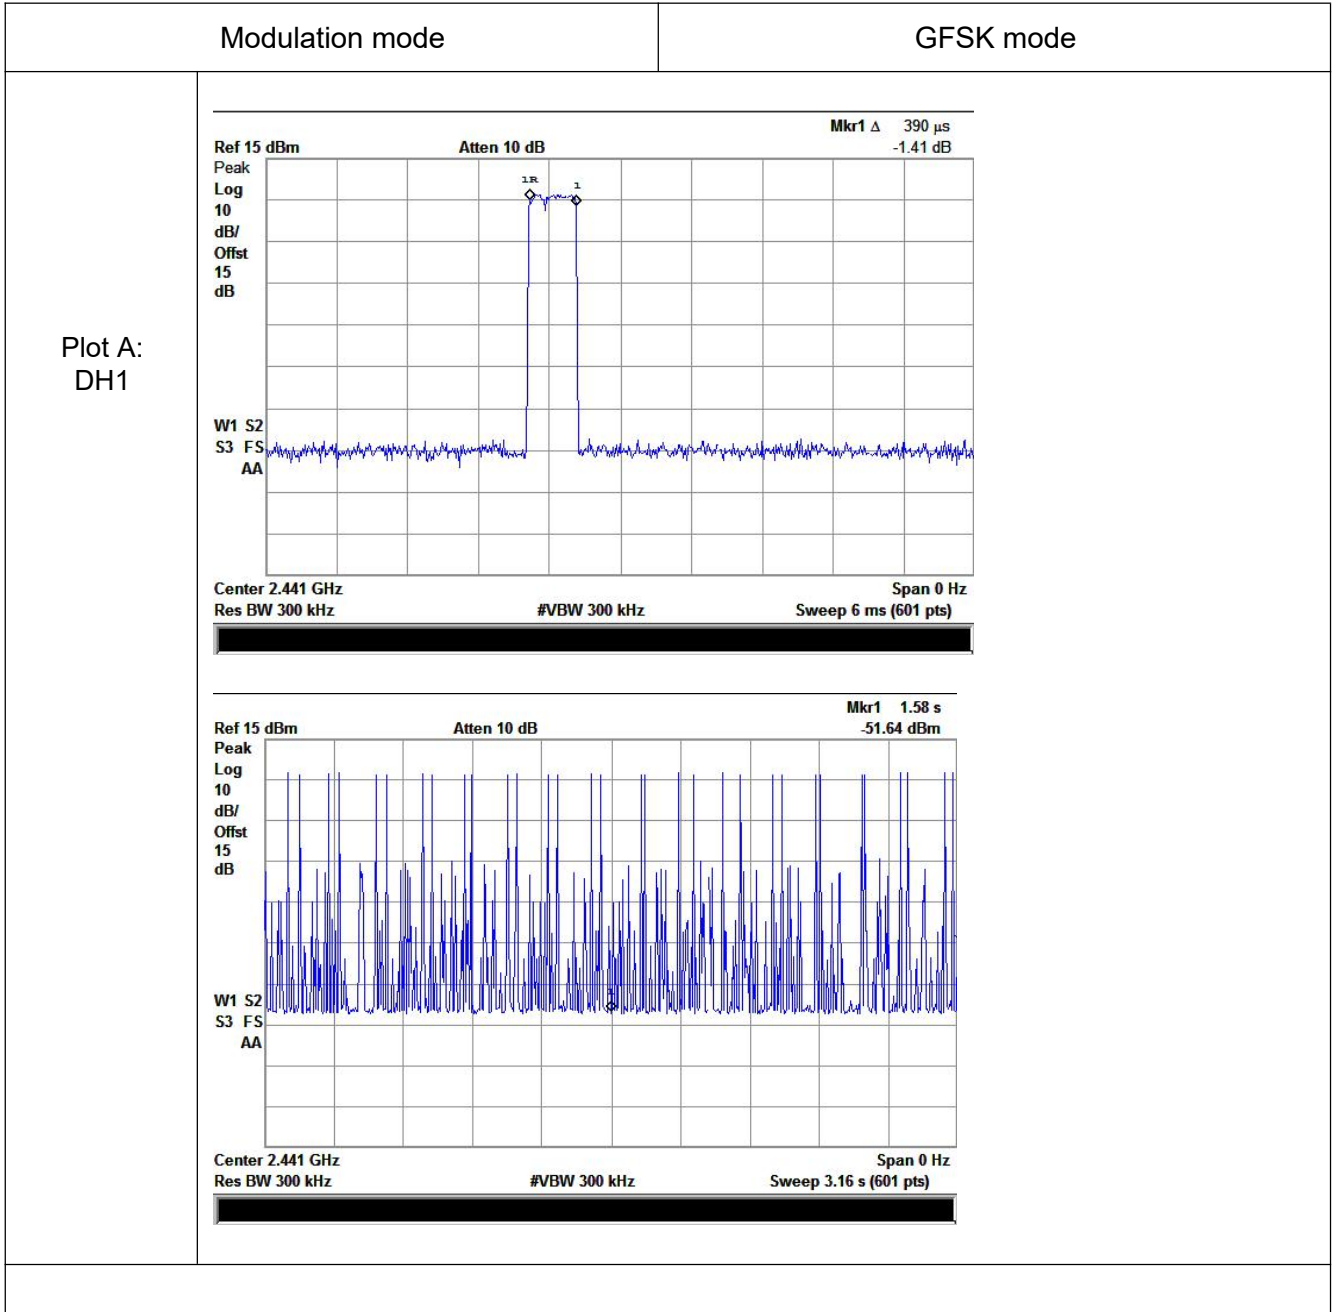 Modulation mode GFSK mode
Plot A:
DH1
Mkr1 Δ 390 μs
Ref 15 dBm Atten 10 dB -1.41 dB
Peak
Log
10
dB/
Offst
15
dB
1R 1
W1 S2
S3 FS
AA
Center 2.441 GHz Span 0 Hz
Res BW 300 kHz #VBW 300 kHz Sweep 6 ms (601 pts)
Mkr1 1.58 s
Ref 15 dBm Atten 10 dB -51.64 dBm
Peak
Log
10
dB/
Offst
15
dB
1
W1 S2
S3 FS
AA
Center 2.441 GHz Span 0 Hz
Res BW 300 kHz #VBW 300 kHz Sweep 3.16 s (601 pts)